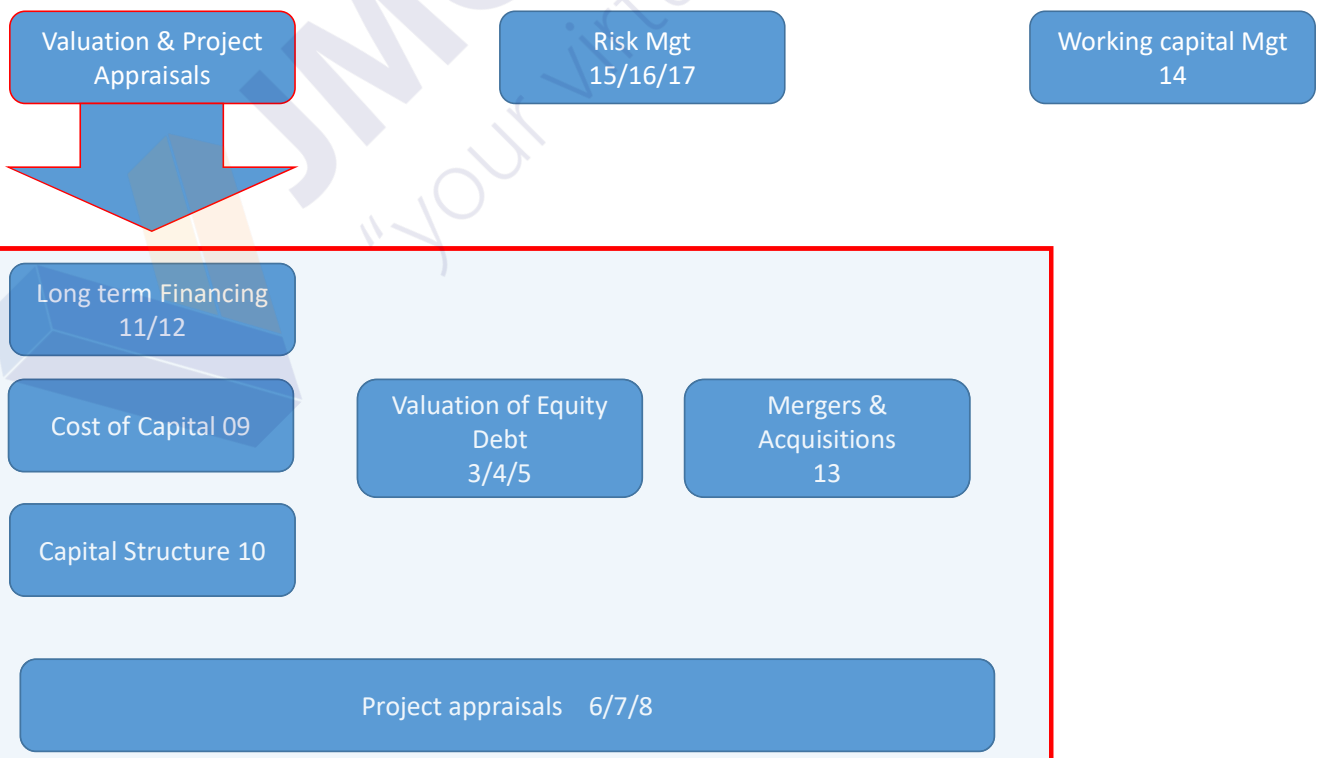 Valuation & Project
Appraisals
Risk Mgt
15/16/17
Working capital Mgt
14
"your
Long term Financing
11/12
Cost of Capital 09
Valuation of Equity
Debt
3/4/5
Mergers &
Acquisitions
13
Capital Structure 10
Project appraisals 6/7/8